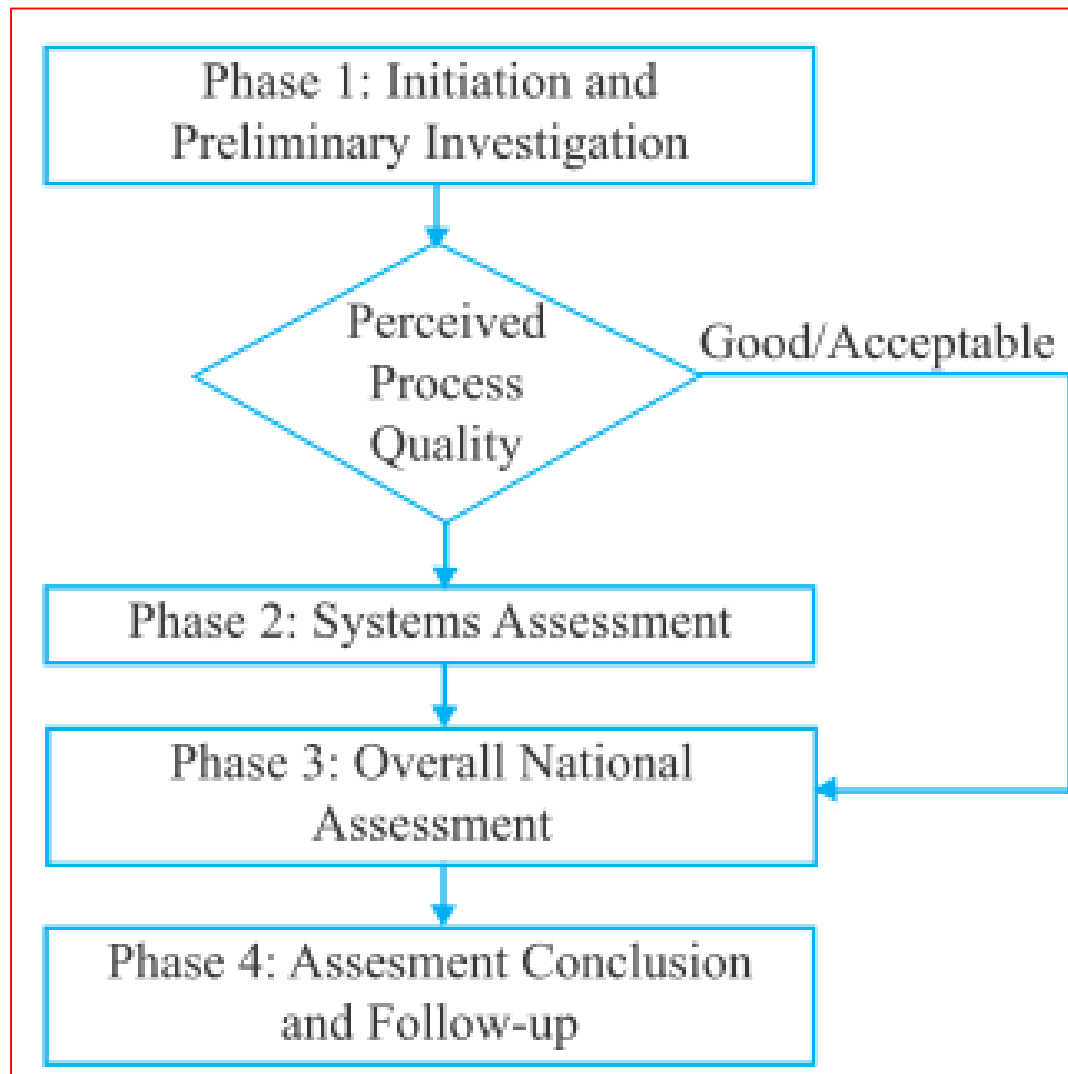 Phase 1: Initiation and
Preliminary Investigation
Perceived
Process
Quality
Good/Acceptable
Phase 2: Systems Assessment
Phase 3: Overall National
Assessment
Phase 4: Assesment Conclusion
and Follow-up